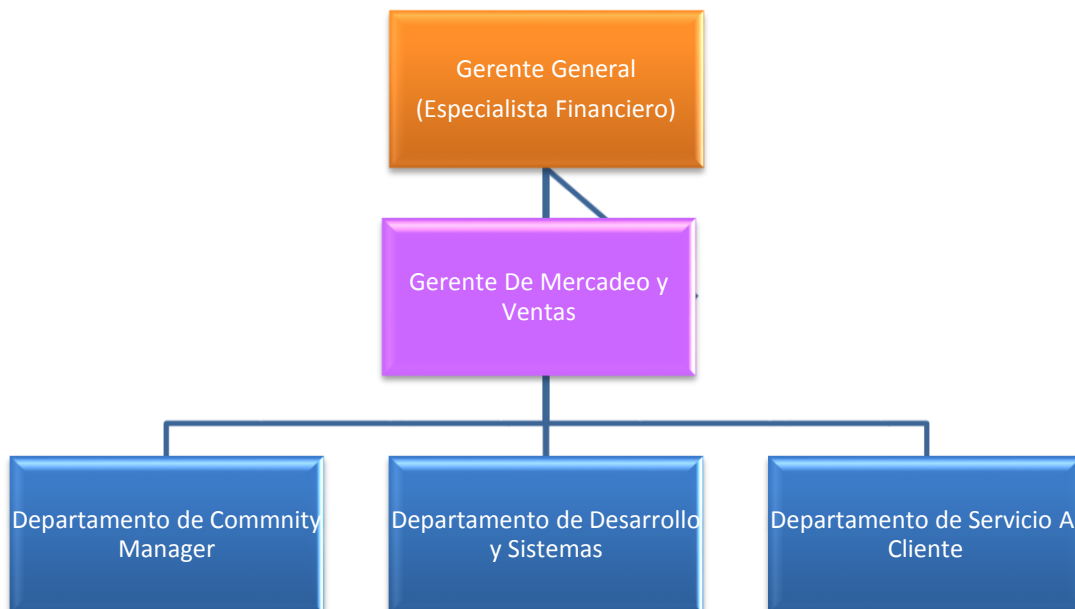 Gerente General
(Especialista Financiero)
Gerente De Mercadeo y
Ventas
Departamento de Commnity
Manager
Departamento de Desarrollo
y Sistemas
Departamento de Servicio A
Cliente